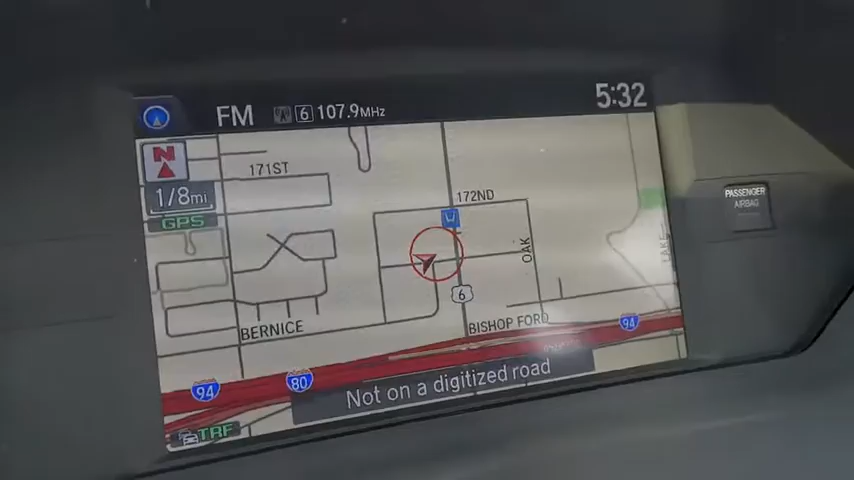 FM 6 107.9MHz 5:32
N
1/8mi
GPS
171ST
172ND
OAK
LAKE
6
BERNICE
BISHOP FORD
94
80
94
Not on a digitized road
TRF
PASSENGER
AIRBAG